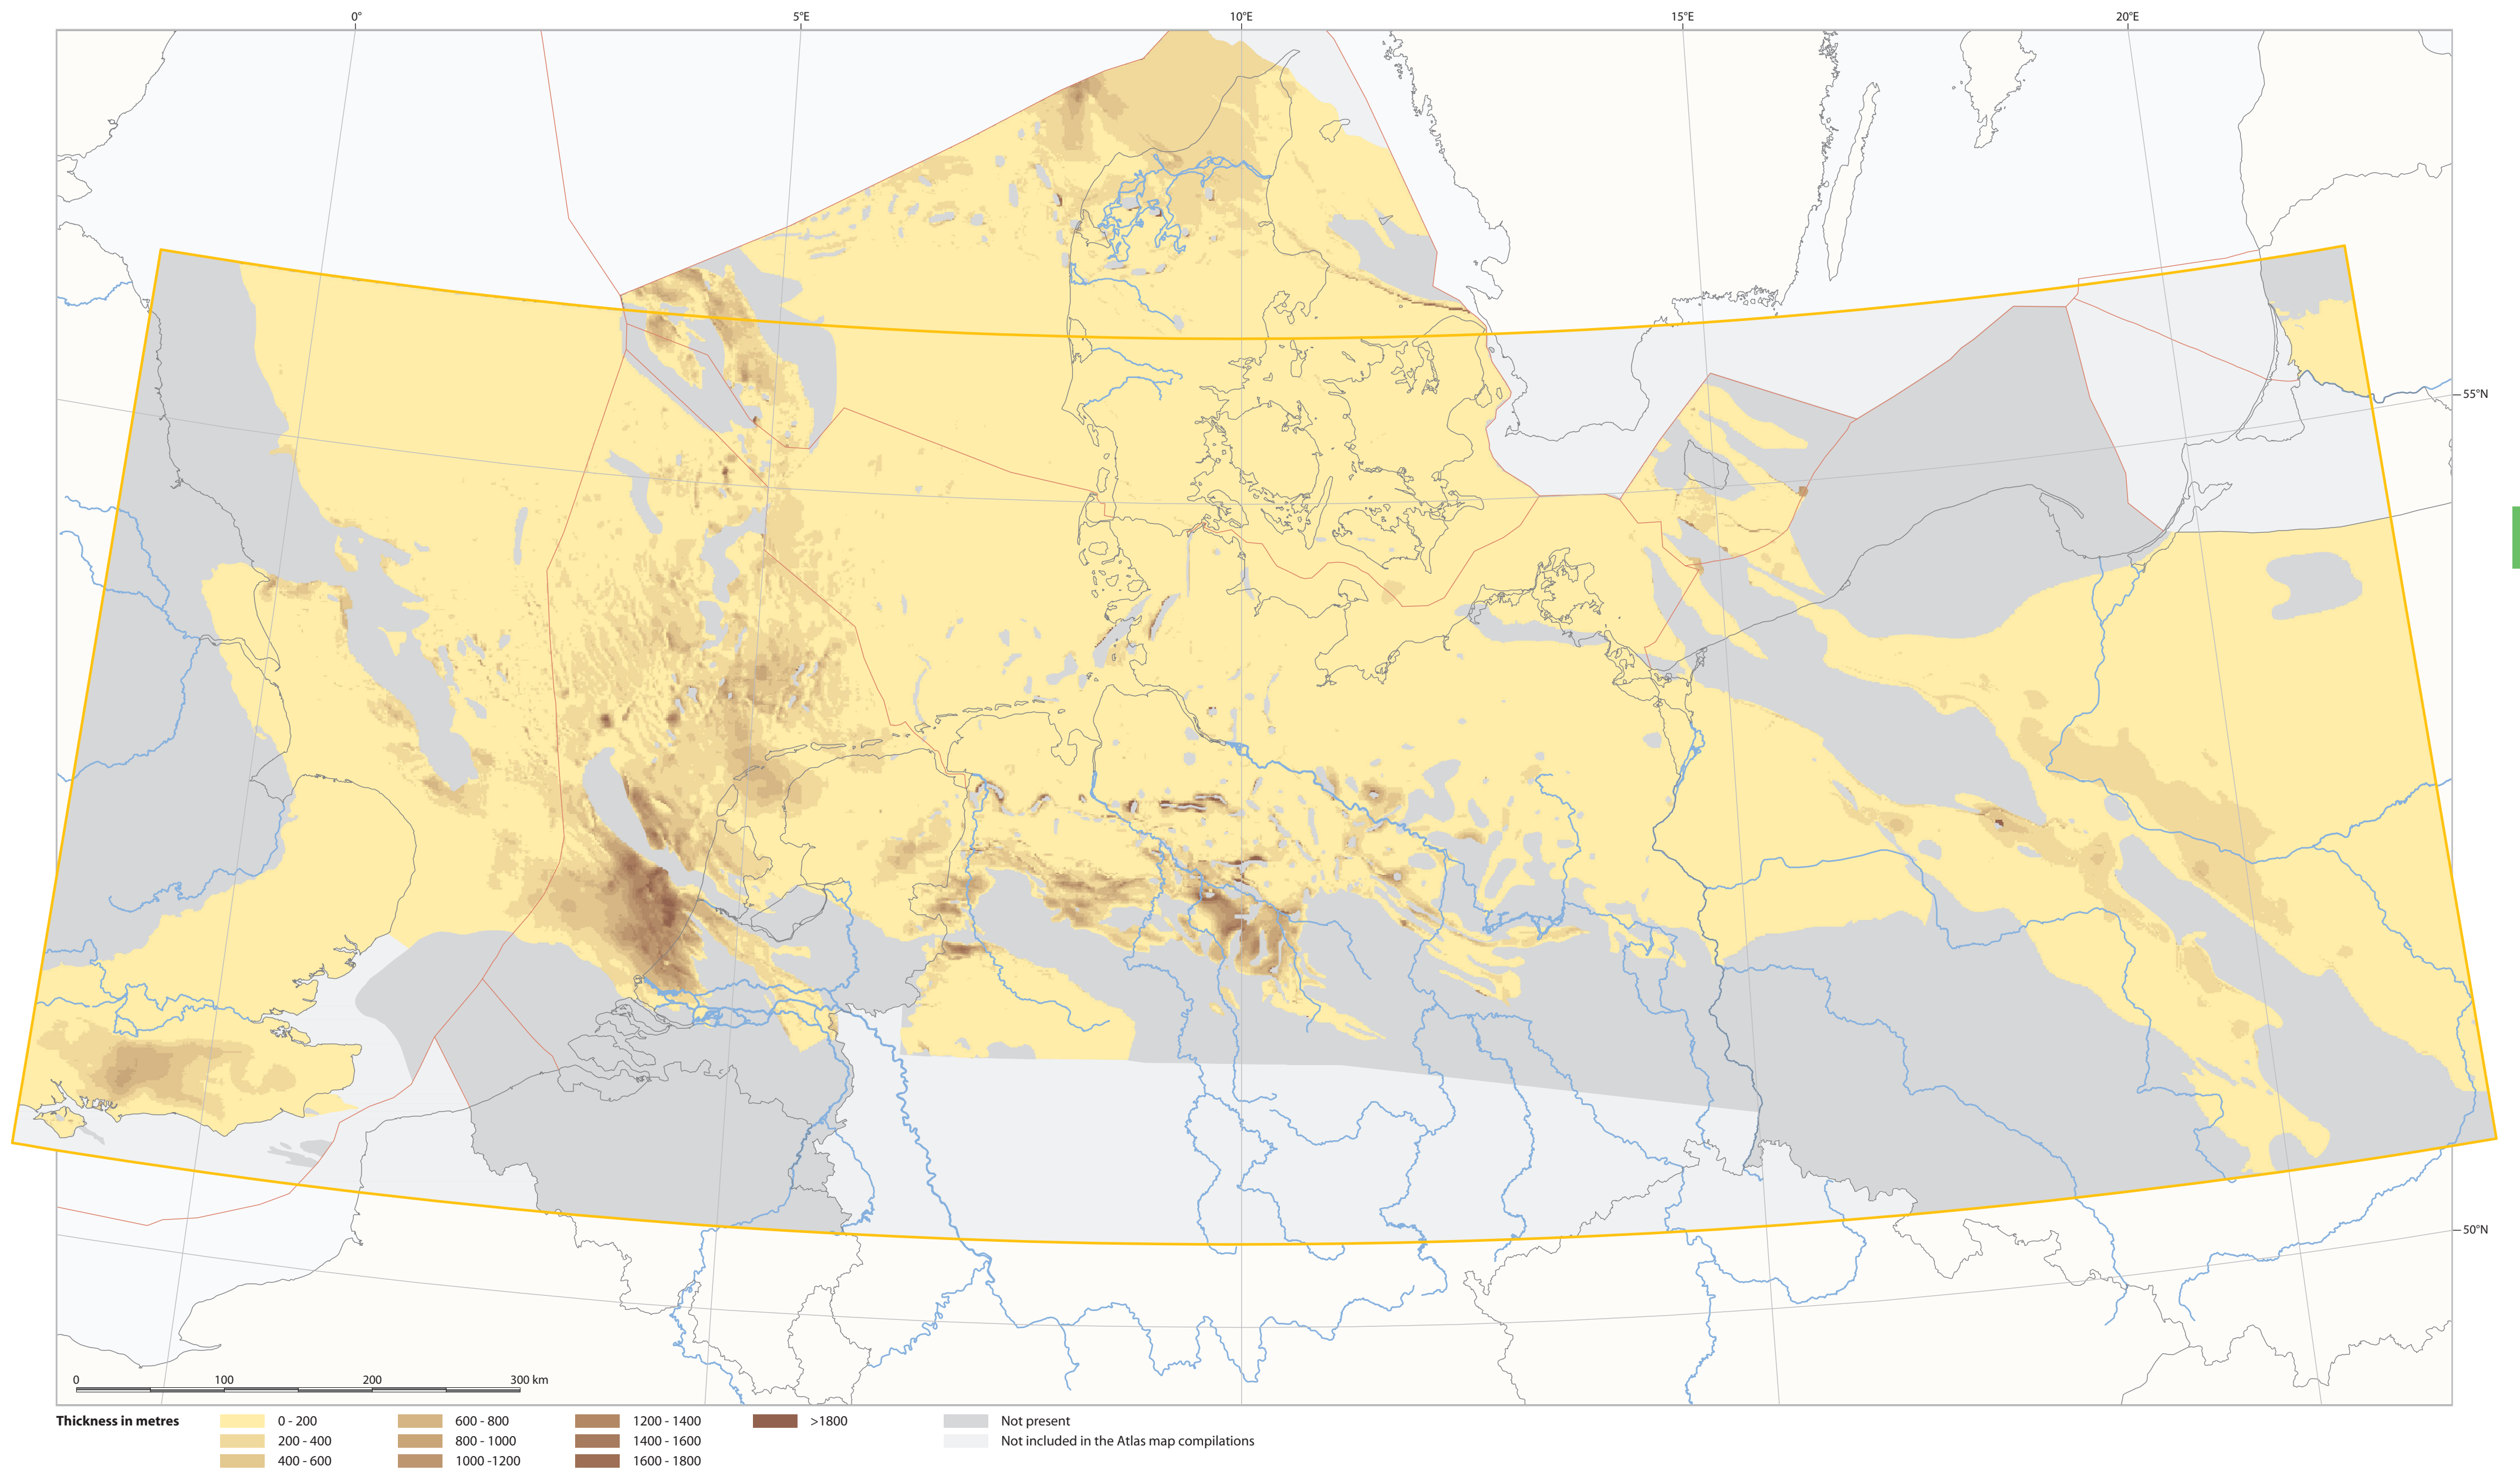 0° 5°E 10°E 15°E 20°E
55°N
50°N
0 100 200 300 km
Thickness in metres 0 - 200 600 - 800 1200 - 1400 >1800 Not present
200 - 400 800 - 1000 1400 - 1600 Not included in the Atlas map compilations
400 - 600 1000 -1200 1600 - 1800